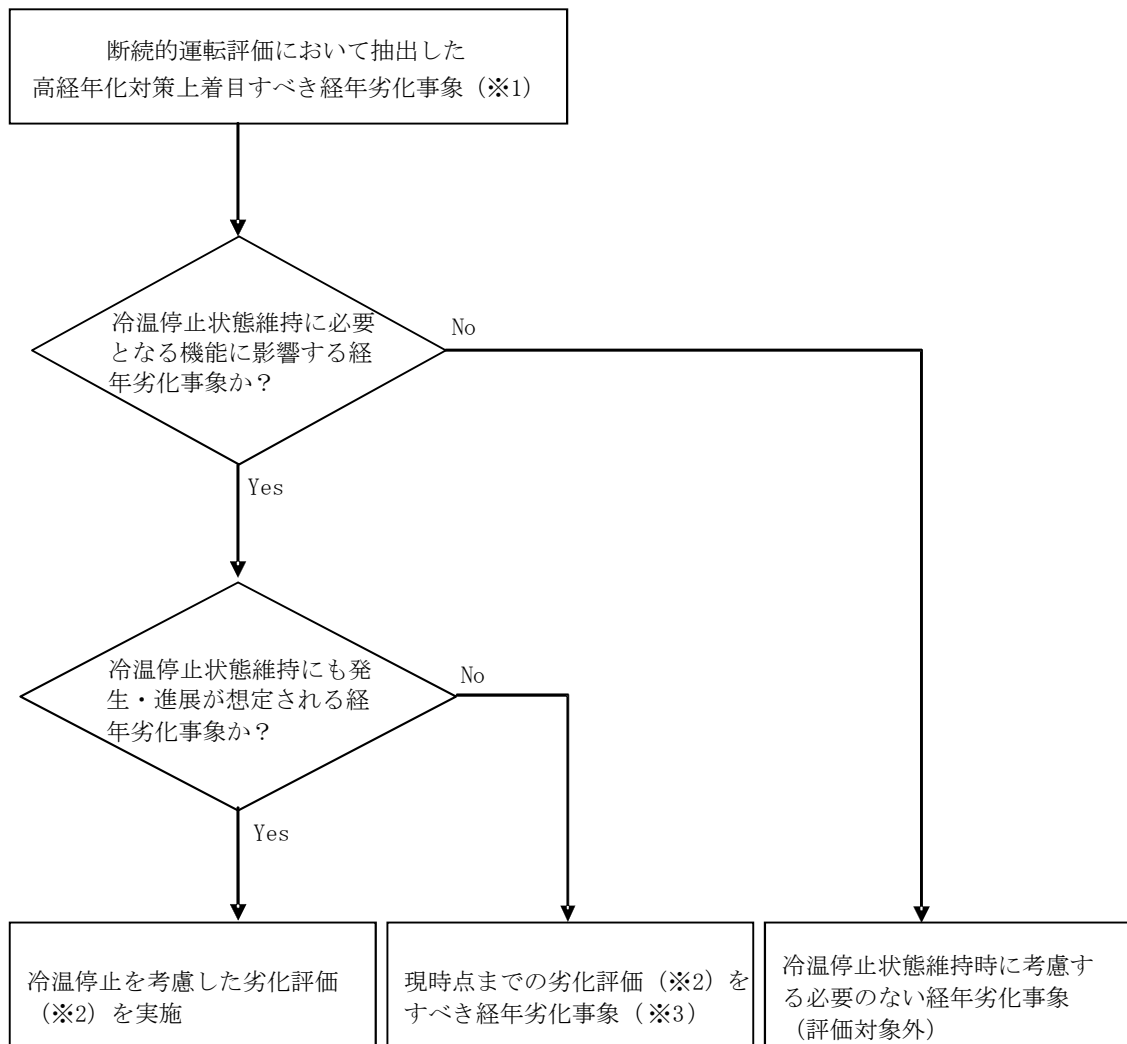 断続的運転評価において抽出した
高経年化対策上着目すべき経年劣化事象（※1）
冷温停止状態維持に必要
となる機能に影響する経
年劣化事象か？
No
Yes
冷温停止状態維持にも発
生・進展が想定される経
年劣化事象か？
No
Yes
冷温停止を考慮した劣化評価
（※2）を実施
現時点までの劣化評価（※2）を
すべき経年劣化事象（※3）
冷温停止状態維持時に考慮す
る必要のない経年劣化事象
（評価対象外）